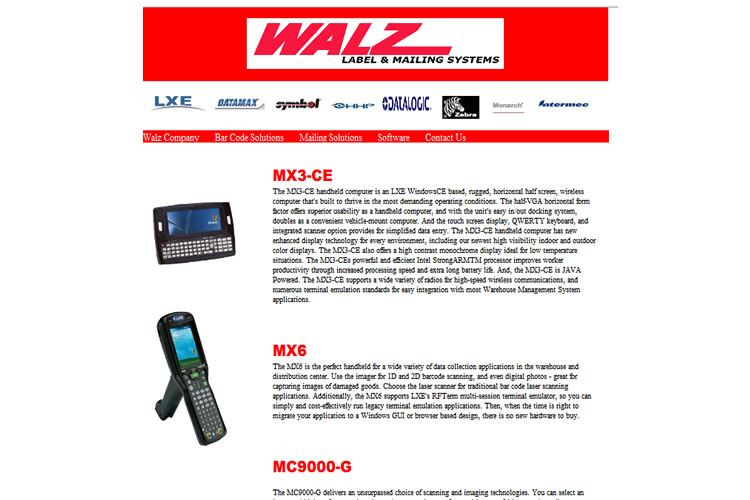 WALZ
LABEL & MAILING SYSTEMS
LXE DATAMAX symbol HHP DATALOGIC Zebra Monarch Intermec
Walz Company Bar Code Solutions Mailing Solutions Software Contact Us
MX3-CE
The MX3-CE handheld computer is an LXE WindowsCE based, rugged, horizontal half screen, wireless
computer that's built to thrive in the most demanding operating conditions. The half-VGA horizontal form
factor offers superior usability as a handheld computer, and with the unit's easy in/out docking system,
doubles as a convenient vehicle-mount computer. And the touch screen display, QWERTY keyboard, and
integrated scanner option provides for simplified data entry. The MX3-CE handheld computer has new
enhanced display technology for every environment, including our newest high visibility indoor and outdoor
color displays. The MX3-CE also offers a high contrast monochrome display ideal for low temperature
situations. The MX3-CEs powerful and efficient Intel StrongARMTM processor improves worker
productivity through increased processing speed and extra long battery life. And, the MX3-CE is JAVA
Powered. The MX3-CE supports a wide variety of radios for high-speed wireless communications, and
numerous terminal emulation standards for easy integration with most Warehouse Management System
applications.
MX6
The MX6 is the perfect handheld for a wide variety of data collection applications in the warehouse and
distribution center. Use the imager for 1D and 2D barcode scanning, and even digital photos - great for
capturing images of damaged goods. Choose the laser scanner for traditional bar code laser scanning
applications. Additionally, the MX6 supports LXE's RFTerm multi-session terminal emulator, so you can
simply and cost-effectively run legacy terminal emulation applications. Then, when the time is right to
migrate your application to a Windows GUI or browser based design, there is no new hardware to buy.
MC9000-G
The MC9000-G delivers an unsurpassed choice of scanning and imaging technologies. You can select an